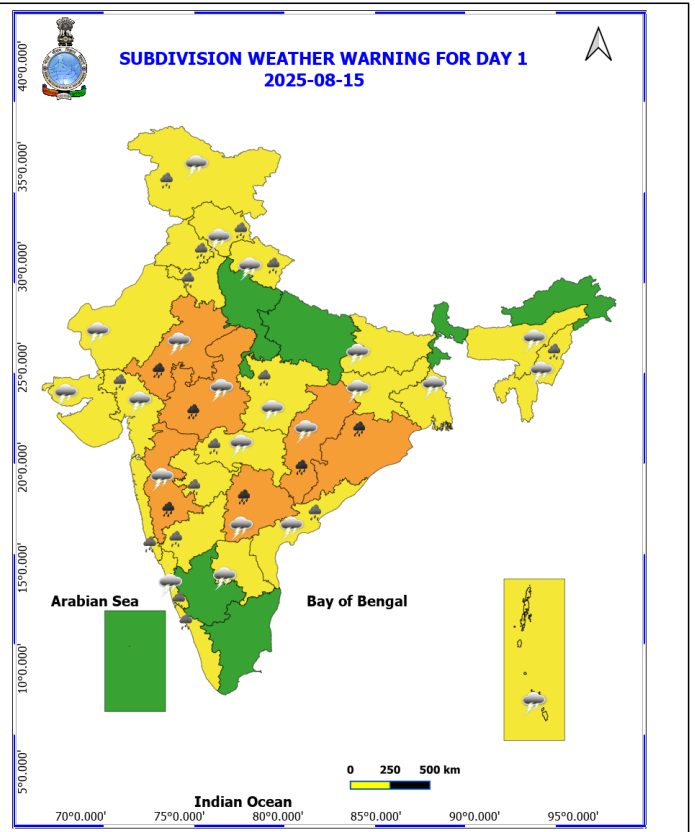 SUBDIVISION WEATHER WARNING FOR DAY 1
2025-08-15
40°0.000'
35°0.000'
30°0.000'
25°0.000'
20°0.000'
15°0.000'
10°0.000'
5°0.000'
Arabian Sea
Bay of Bengal
0 250 500 km
Indian Ocean
70°0.000' 75°0.000' 80°0.000' 85°0.000' 90°0.000' 95°0.000'